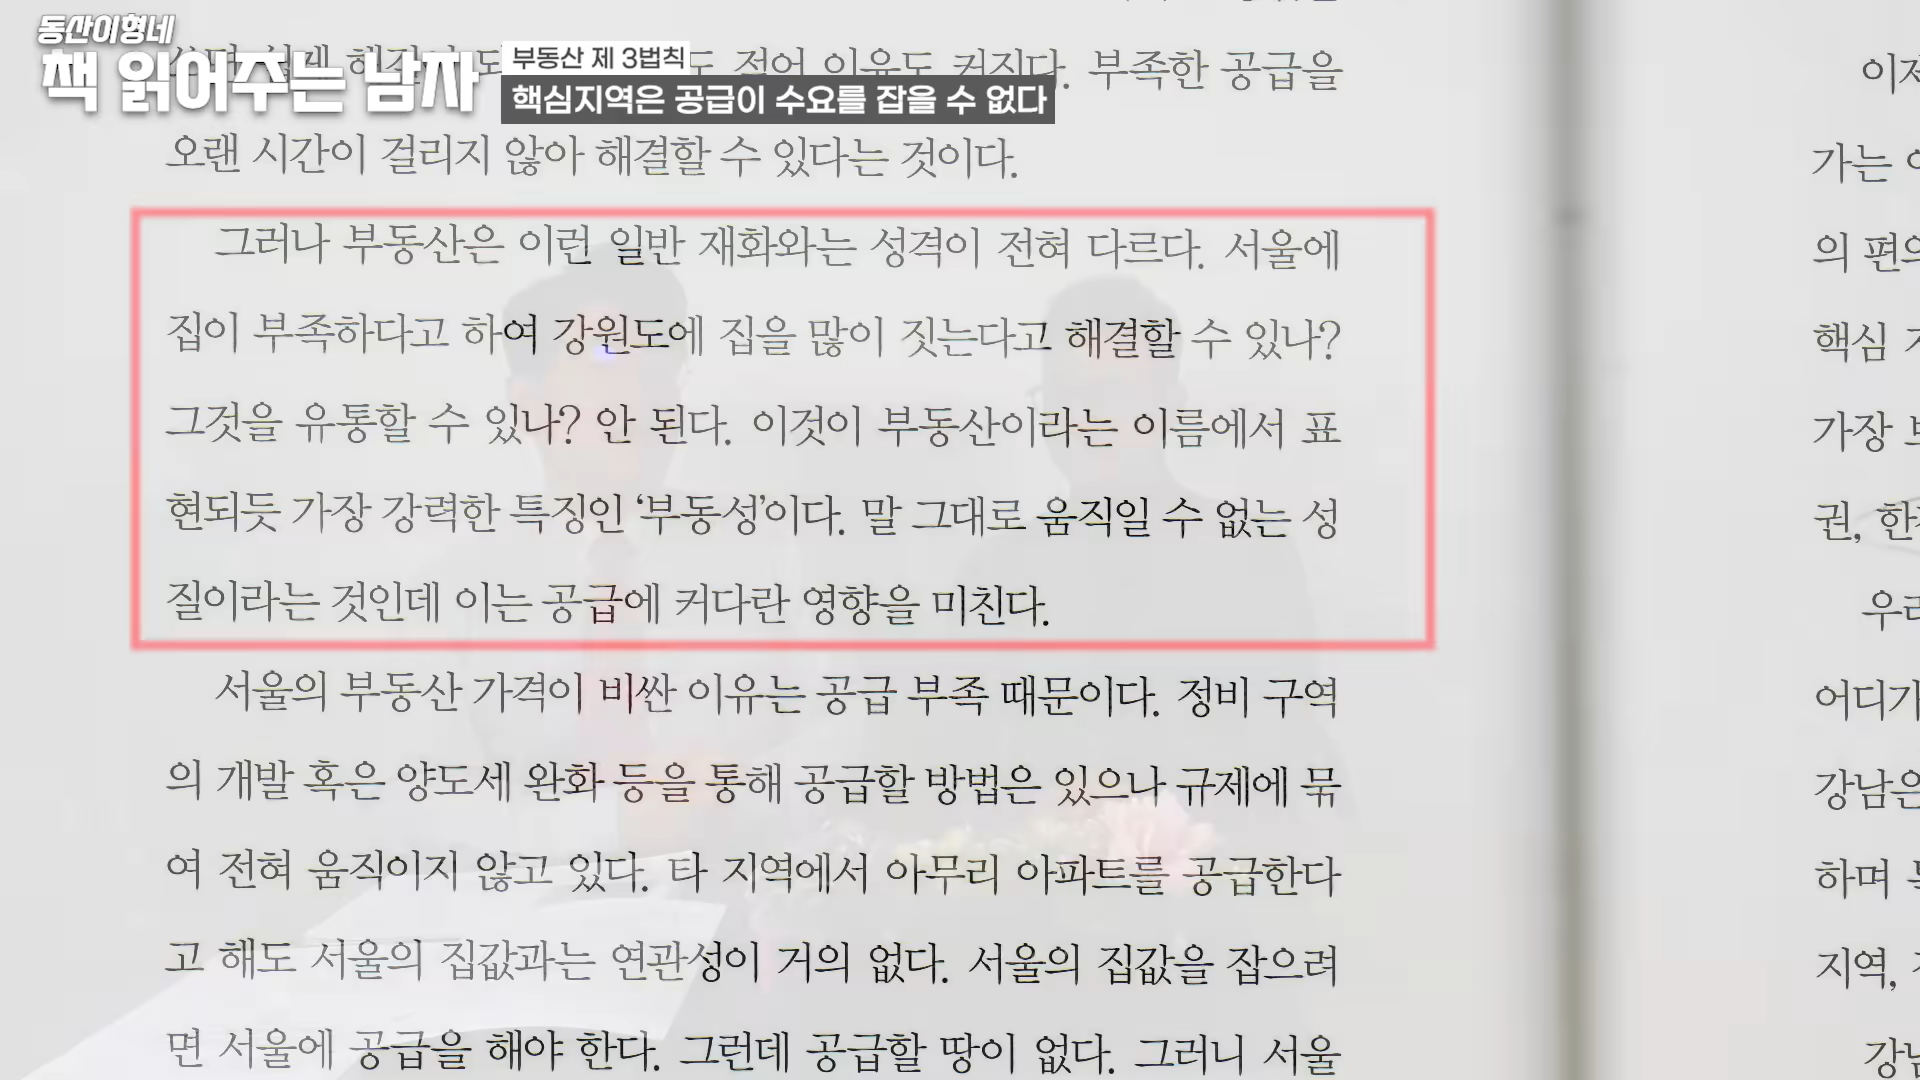 동산이형네
책 읽어주는 남자
부동산 제 3법칙
핵심지역은 공급이 수요를 잡을 수 없다
적어 이윤도 커진다. 부족한 공급을
오랜 시간이 걸리지 않아 해결할 수 있다는 것이다.
그러나 부동산은 이런 일반 재화와는 성격이 전혀 다르다. 서울에
집이 부족하다고 하여 강원도에 집을 많이 짓는다고 해결할 수 있나?
그것을 유통할 수 있나? 안 된다. 이것이 부동산이라는 이름에서 표
현되듯 가장 강력한 특징인 ‘부동성’이다. 말 그대로 움직일 수 없는 성
질이라는 것인데 이는 공급에 커다란 영향을 미친다.
서울의 부동산 가격이 비싼 이유는 공급 부족 때문이다. 정비 구역
의 개발 혹은 양도세 완화 등을 통해 공급할 방법은 있으나 규제에 묶
여 전혀 움직이지 않고 있다. 타 지역에서 아무리 아파트를 공급한다
고 해도 서울의 집값과는 연관성이 거의 없다. 서울의 집값을 잡으려
면 서울에 공급을 해야 한다. 그런데 공급할 땅이 없다. 그러니 서울
가는
의
핵심
가장
권,
하며
지역,